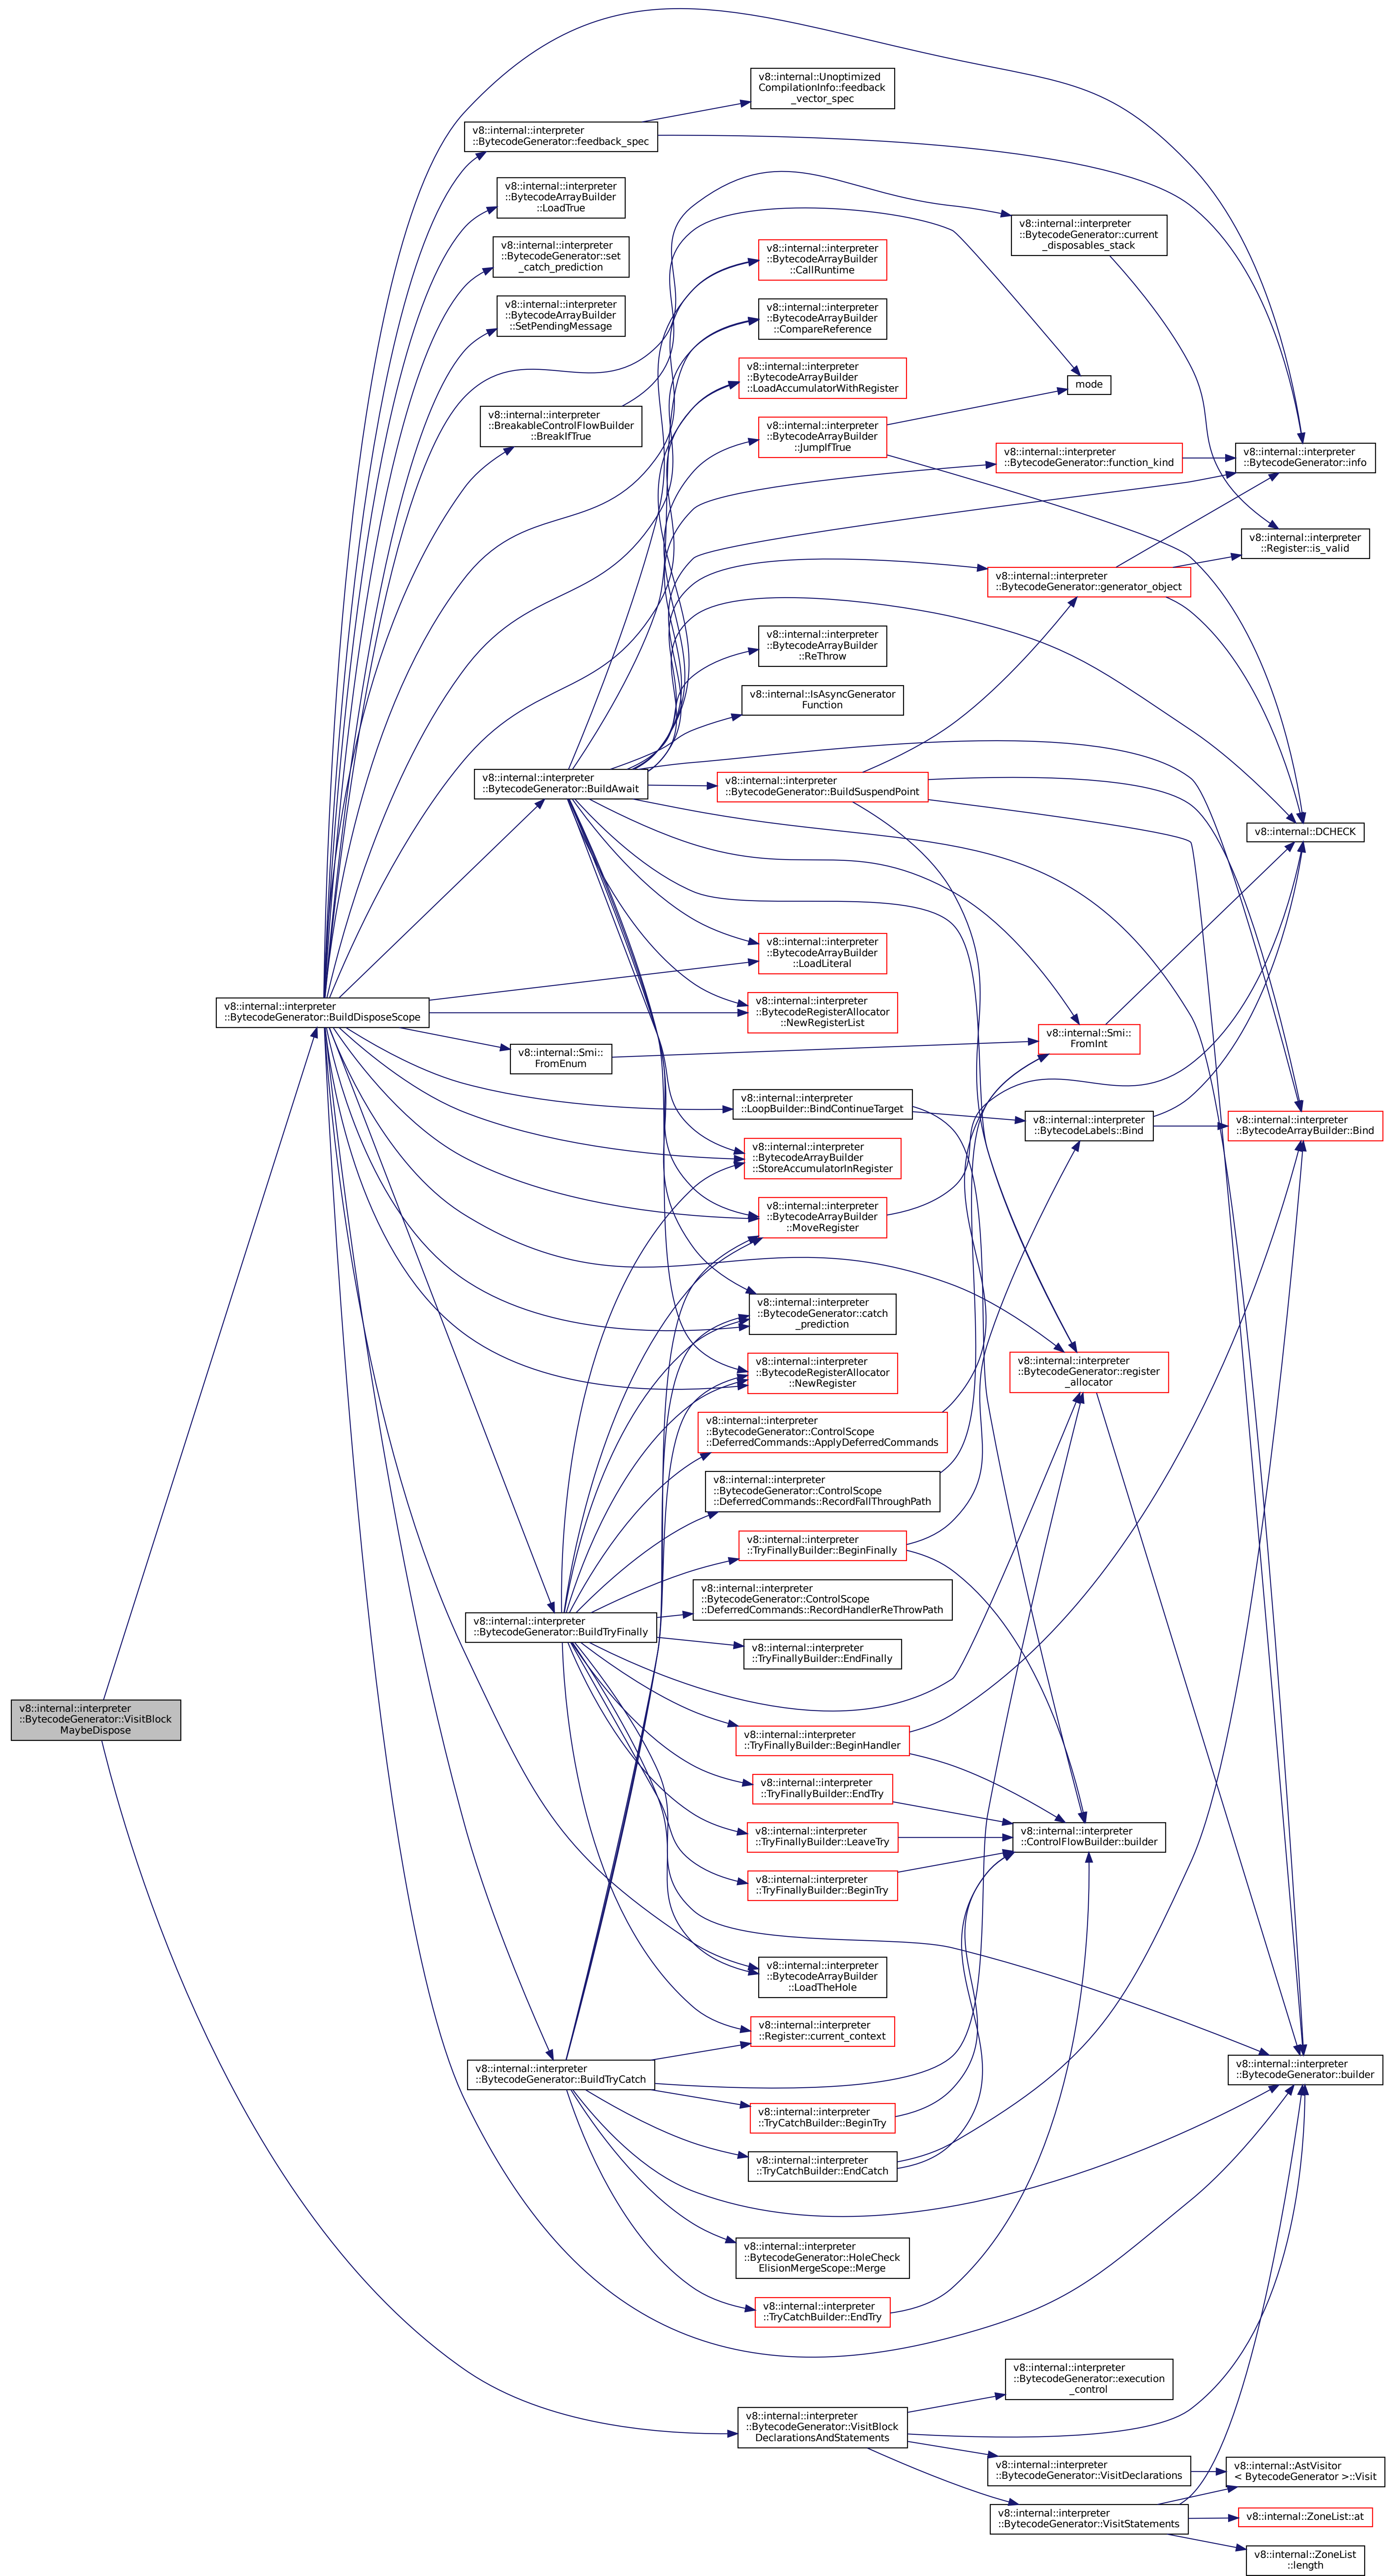 v8::internal::Unoptimized
CompilationInfo::feedback
_vector_spec
v8::internal::interpreter
::BytecodeGenerator::feedback_spec
v8::internal::interpreter
::BytecodeArrayBuilder
::LoadTrue
v8::internal::interpreter
::BytecodeGenerator::current
_disposables_stack
v8::internal::interpreter
::BytecodeGenerator::set
_catch_prediction
v8::internal::interpreter
::BytecodeArrayBuilder
::CallRuntime
v8::internal::interpreter
::BytecodeArrayBuilder
::SetPendingMessage
v8::internal::interpreter
::BytecodeArrayBuilder
::CompareReference
v8::internal::interpreter
::BytecodeArrayBuilder
::LoadAccumulatorWithRegister
mode
v8::internal::interpreter
::BreakableControlFlowBuilder
::BreakIfTrue
v8::internal::interpreter
::BytecodeArrayBuilder
::JumpIfTrue
v8::internal::interpreter
::BytecodeGenerator::function_kind
v8::internal::interpreter
::BytecodeGenerator::info
v8::internal::interpreter
::Register::is_valid
v8::internal::interpreter
::BytecodeGenerator::generator_object
v8::internal::interpreter
::BytecodeArrayBuilder
::ReThrow
v8::internal::IsAsyncGenerator
Function
v8::internal::interpreter
::BytecodeGenerator::BuildAwait
v8::internal::interpreter
::BytecodeGenerator::BuildSuspendPoint
v8::internal::DCHECK
v8::internal::interpreter
::BytecodeArrayBuilder
::LoadLiteral
v8::internal::interpreter
::BytecodeGenerator::BuildDisposeScope
v8::internal::interpreter
::BytecodeRegisterAllocator
::NewRegisterList
v8::internal::Smi::
FromEnum
v8::internal::Smi::
FromInt
v8::internal::interpreter
::LoopBuilder::BindContinueTarget
v8::internal::interpreter
::BytecodeLabels::Bind
v8::internal::interpreter
::BytecodeArrayBuilder::Bind
v8::internal::interpreter
::BytecodeArrayBuilder
::StoreAccumulatorInRegister
v8::internal::interpreter
::BytecodeArrayBuilder
::MoveRegister
v8::internal::interpreter
::BytecodeGenerator::catch
_prediction
v8::internal::interpreter
::BytecodeRegisterAllocator
::NewRegister
v8::internal::interpreter
::BytecodeGenerator::register
_allocator
v8::internal::interpreter
::BytecodeGenerator::ControlScope
::DeferredCommands::ApplyDeferredCommands
v8::internal::interpreter
::BytecodeGenerator::ControlScope
::DeferredCommands::RecordFallThroughPath
v8::internal::interpreter
::TryFinallyBuilder::BeginFinally
v8::internal::interpreter
::BytecodeGenerator::ControlScope
::DeferredCommands::RecordHandlerReThrowPath
v8::internal::interpreter
::BytecodeGenerator::BuildTryFinally
v8::internal::interpreter
::TryFinallyBuilder::EndFinally
v8::internal::interpreter
::BytecodeGenerator::VisitBlock
MaybeDispose
v8::internal::interpreter
::TryFinallyBuilder::BeginHandler
v8::internal::interpreter
::TryFinallyBuilder::EndTry
v8::internal::interpreter
::TryFinallyBuilder::LeaveTry
v8::internal::interpreter
::ControlFlowBuilder::builder
v8::internal::interpreter
::TryFinallyBuilder::BeginTry
v8::internal::interpreter
::BytecodeArrayBuilder
::LoadTheHole
v8::internal::interpreter
::Register::current_context
v8::internal::interpreter
::BytecodeGenerator::BuildTryCatch
v8::internal::interpreter
::BytecodeGenerator::builder
v8::internal::interpreter
::TryCatchBuilder::BeginTry
v8::internal::interpreter
::TryCatchBuilder::EndCatch
v8::internal::interpreter
::BytecodeGenerator::HoleCheck
ElisionMergeScope::Merge
v8::internal::interpreter
::TryCatchBuilder::EndTry
v8::internal::interpreter
::BytecodeGenerator::execution
_control
v8::internal::interpreter
::BytecodeGenerator::VisitBlock
DeclarationsAndStatements
v8::internal::interpreter
::BytecodeGenerator::VisitDeclarations
v8::internal::AstVisitor
< BytecodeGenerator >::Visit
v8::internal::interpreter
::BytecodeGenerator::VisitStatements
v8::internal::ZoneList::at
v8::internal::ZoneList
::length